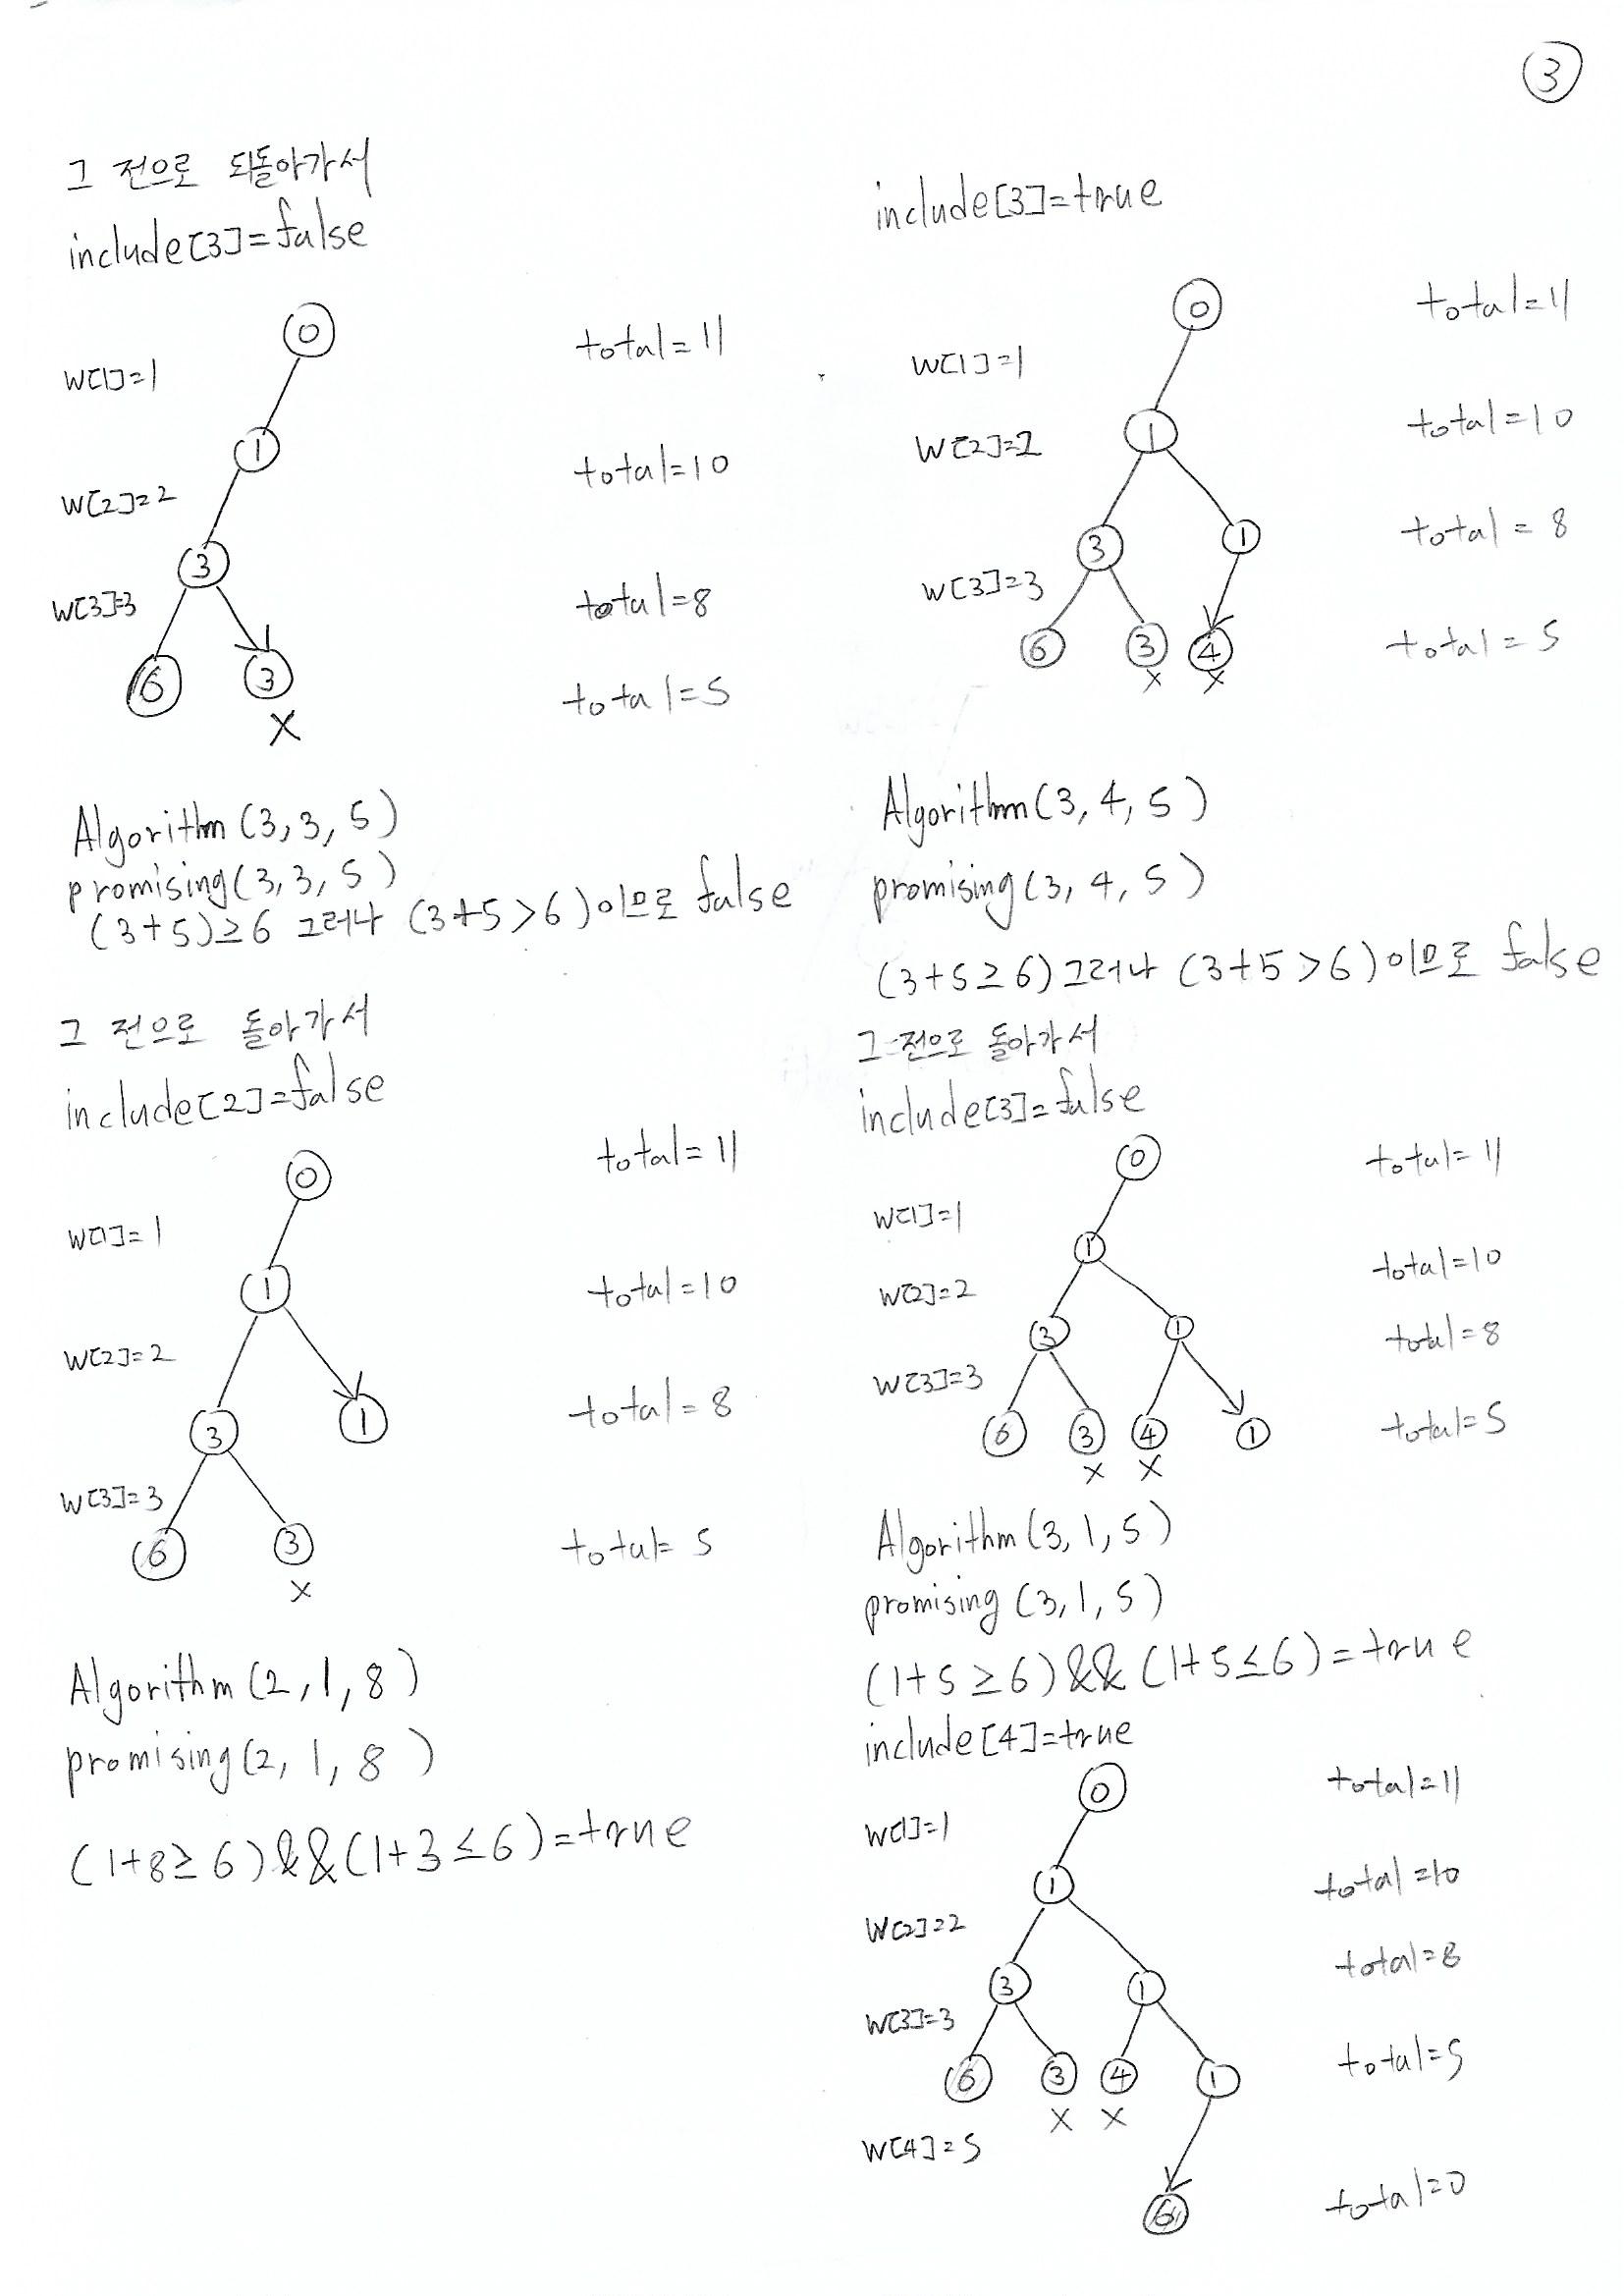 3
그 전으로 되돌아가서
include[3]=false
0
total=11
w[1]=1
1
total=10
w[2]=2
3
total=8
w[3]=3
6 3
total=5
X
Algorithm(3,3,5)
promising(3,3,5)
(3+5)≥6 그러나 (3+5>6)이므로 false
그 전으로 돌아가서
include[2]=false
0
total=11
w[1]=1
1
total=10
w[2]=2
3 1
total=8
w[3]=3
6 3
total=5
X
Algorithm(2,1,8)
promising(2,1,8)
(1+8≥6)&&(1+3≤6)=true
include[3]=true
0
total=11
w[1]=1
1
total=10
w[2]=2
3 1
total=8
w[3]=3
6 3 4
total=5
X X
Algorithm(3,4,5)
promising(3,4,5)
(3+5≥6)그러나 (3+5>6)이므로 false
그 전으로 돌아가서
include[3]=false
0
total=11
w[1]=1
1
total=10
w[2]=2
3 1
total=8
w[3]=3
6 3 4 1
total=5
X X
Algorithm(3,1,5)
promising(3,1,5)
(1+5≥6)&&(1+5≤6)=true
include[4]=true
0
total=11
w[1]=1
1
total=10
w[2]=2
3 1
total=8
w[3]=3
6 3 4 1
total=5
X X
w[4]=5
6
total=0